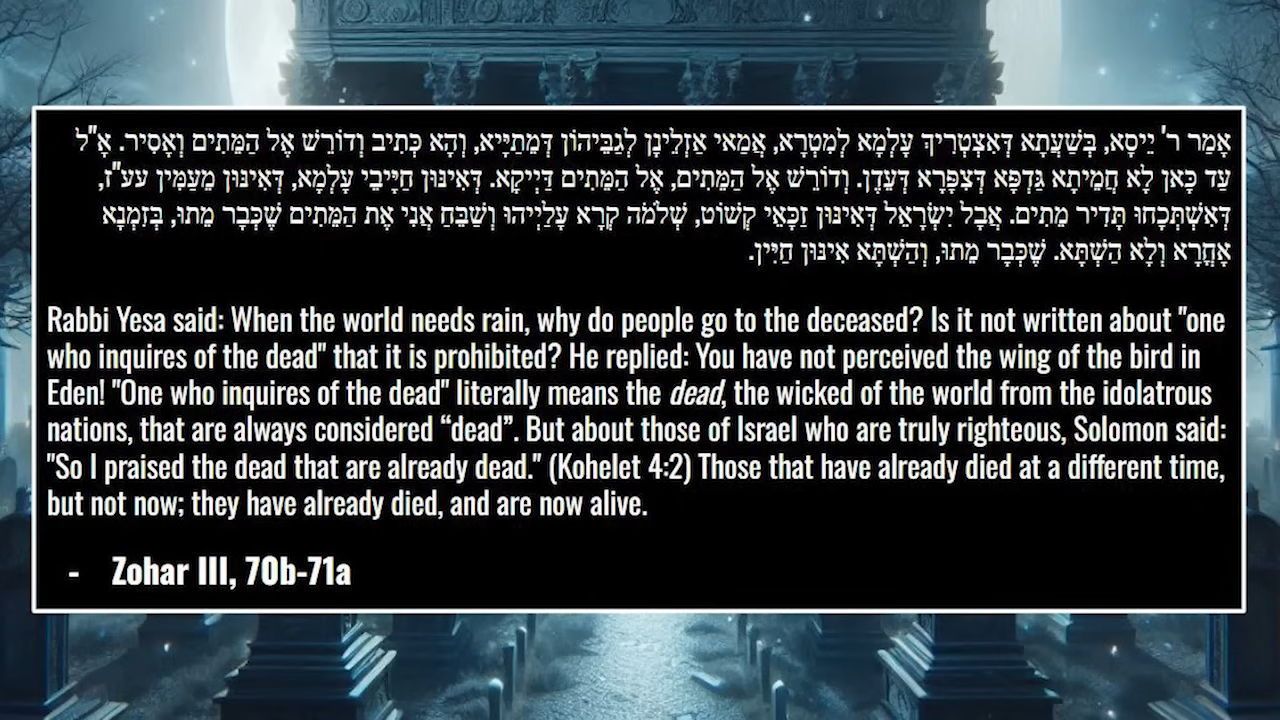 אָמַר ר' יֵיסָא, בְּשַׁעֲתָא דְּאִצְטְרִיךְ עָלְמָא לְמִטְרָא, אֲמַאי אַזְלֵינָן לְגַבֵּיהוֹן דְּמֵתַיָּיא, וְהָא כְּתִיב וְדוֹרֵשׁ אֶל הַמֵּתִים וְאָסִיר. אָ"ל
עַד כָּאן לָא חֲמֵיתָא גַּדְפָּא דְּצִפֳּרָא דְּעֵדֶן. וְדוֹרֵשׁ אֶל הַמֵּתִים, אֶל הַמֵּתִים דַּיְיקָא. דְּאִינּוּן חַיָּיבֵי עָלְמָא, דְּאִינּוּן מֵעַמִּין עעָ"ז,
דְּאִשְׁתְּכָחוּ תָּדִיר מֵתִים. אֲבָל יִשְׂרָאֵל דְּאִינּוּן זַכָּאֵי קְשׁוֹט, שְׁלֹמֹה קְרָא עָלַיְיהוּ וְשַׁבֵּחַ אֲנִי אֶת הַמֵּתִים שֶׁכְּבָר מֵתוּ, בְּזִמְנָא
אָחֳרָא וְלָא הַשְׁתָּא. שֶׁכְּבָר מֵתוּ, וְהַשְׁתָּא אִינּוּן חַיִּין.
Rabbi Yesa said: When the world needs rain, why do people go to the deceased? Is it not written about "one
who inquires of the dead" that it is prohibited? He replied: You have not perceived the wing of the bird in
Eden! "One who inquires of the dead" literally means the dead, the wicked of the world from the idolatrous
nations, that are always considered “dead”. But about those of Israel who are truly righteous, Solomon said:
"So I praised the dead that are already dead." (Kohelet 4:2) Those that have already died at a different time,
but not now; they have already died, and are now alive.
- Zohar III, 70b-71a